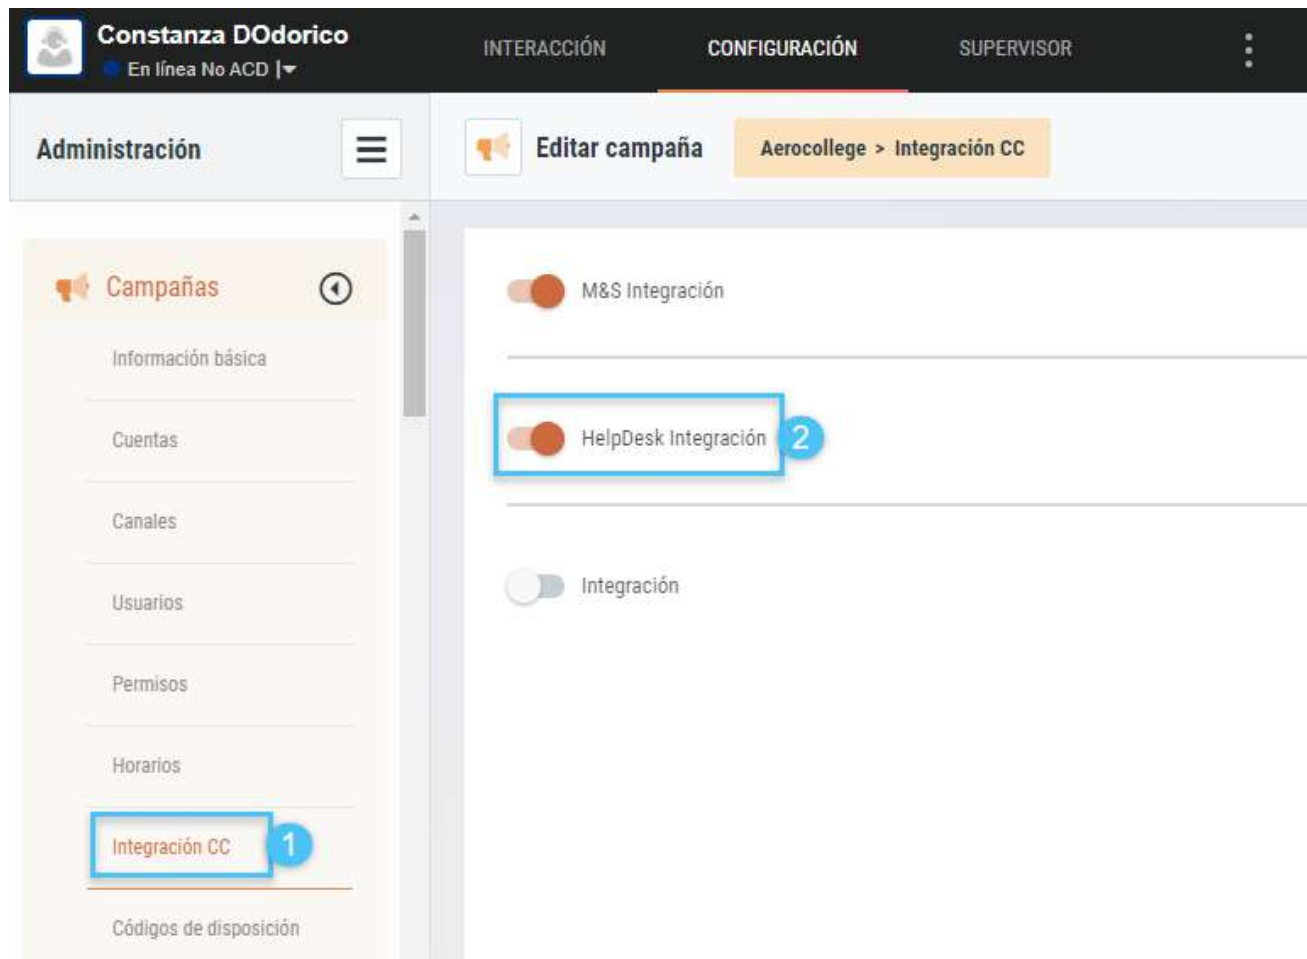 Constanza DOdorico
En línea No ACD
INTERACCIÓN
CONFIGURACIÓN
SUPERVISOR
Administración
Editar campaña
Aerocollege > Integración CC
Campañas
Información básica
Cuentas
Canales
Usuarios
Permisos
Horarios
Integración CC
1
Códigos de disposición
M&S Integración
HelpDesk Integración
2
Integración